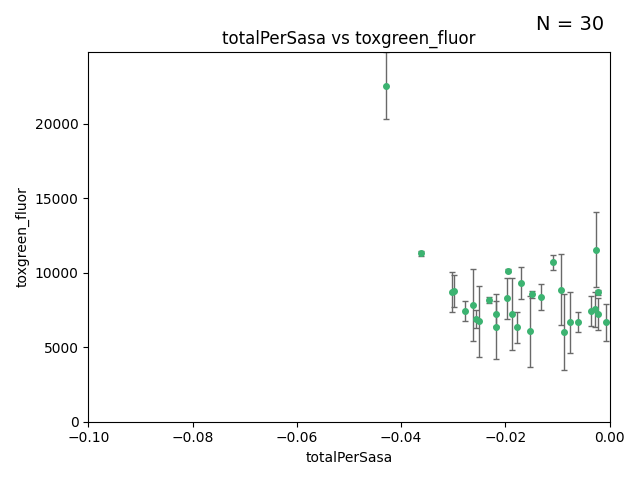 N = 30
totalPerSasa vs toxgreen_fluor
toxgreen_fluor
20000
15000
10000
5000
0
−0.10
−0.08
−0.06
−0.04
−0.02
0.00
totalPerSasa